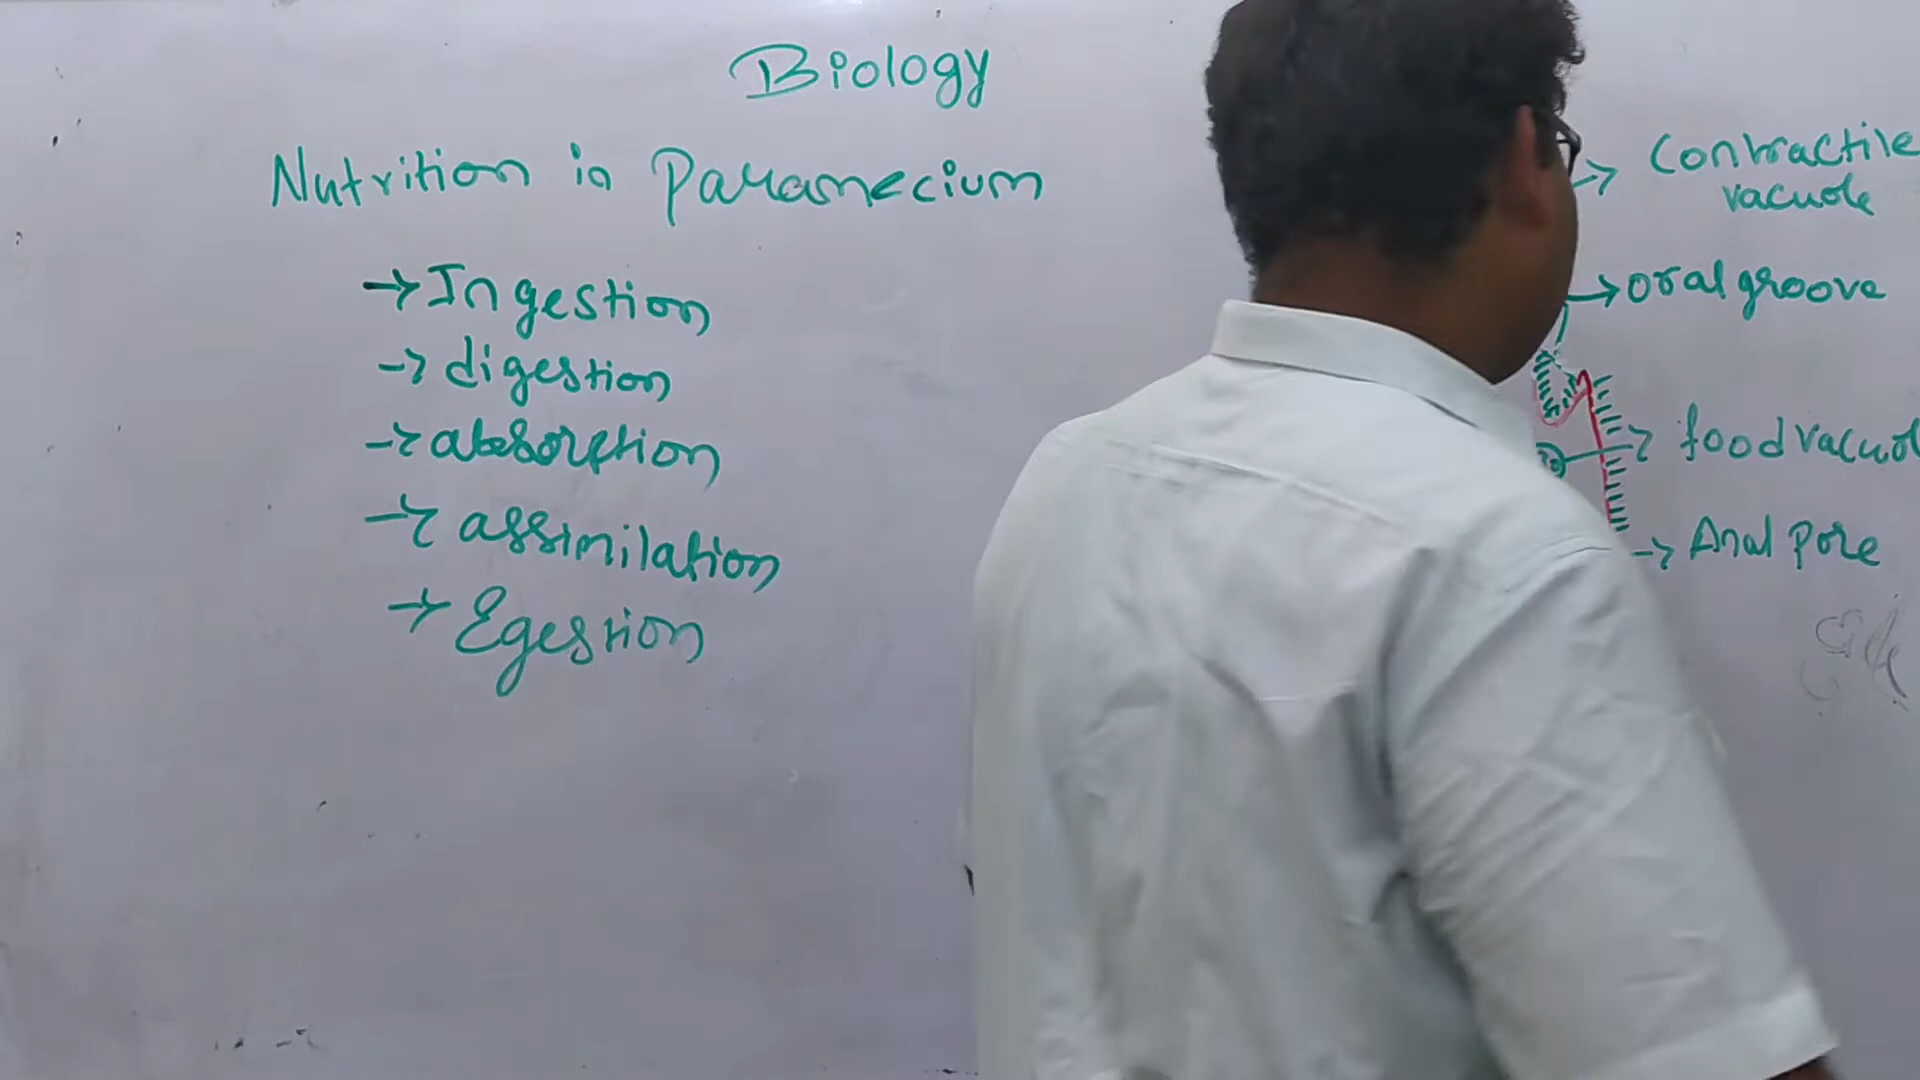 Biology
Nutrition in Paramecium
→ Ingestion
→ digestion
→ absorption
→ assimilation
→ Egestion
→ Contractile
vacuole
→ oral groove
→ food vacuol
→ Anal pore